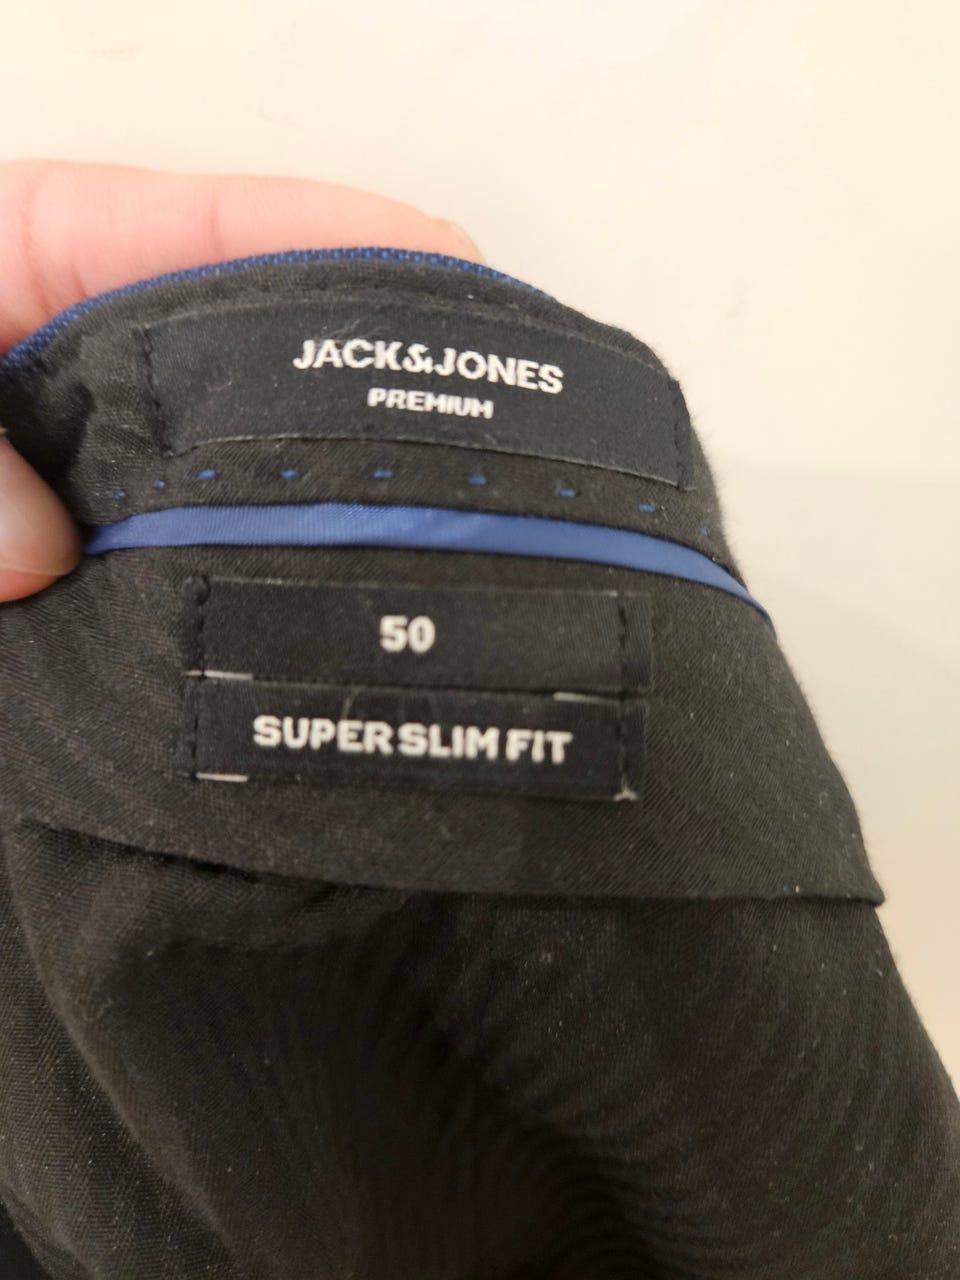 JACK&JONES
PREMIUM
50
SUPER SLIM FIT